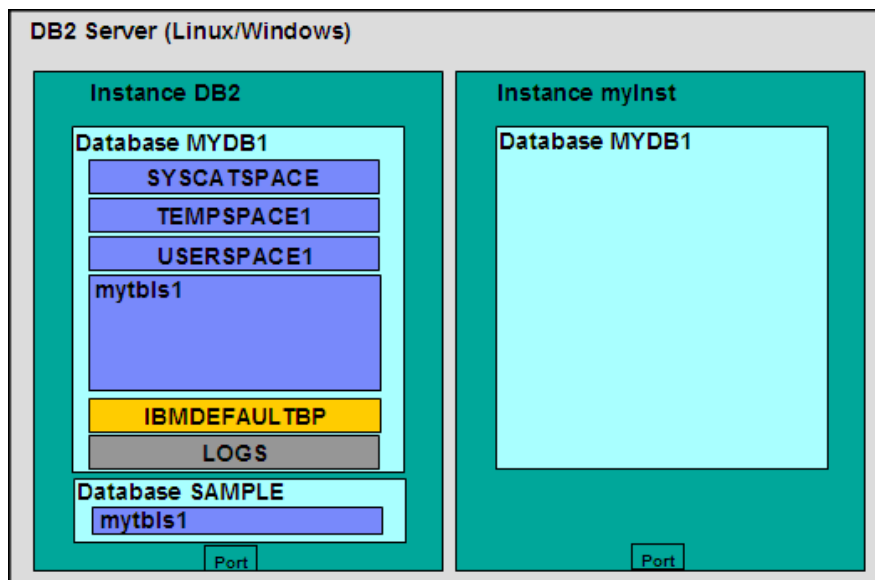 DB2 Server (Linux/Windows)
Instance DB2
Database MYDB1
SYSCATSPACE
TEMPSPACE1
USERSPACE1
mytbls1
IBMDEFAULTBP
LOGS
Database SAMPLE
mytbls1
Port
Instance myInst
Database MYDB1
Port